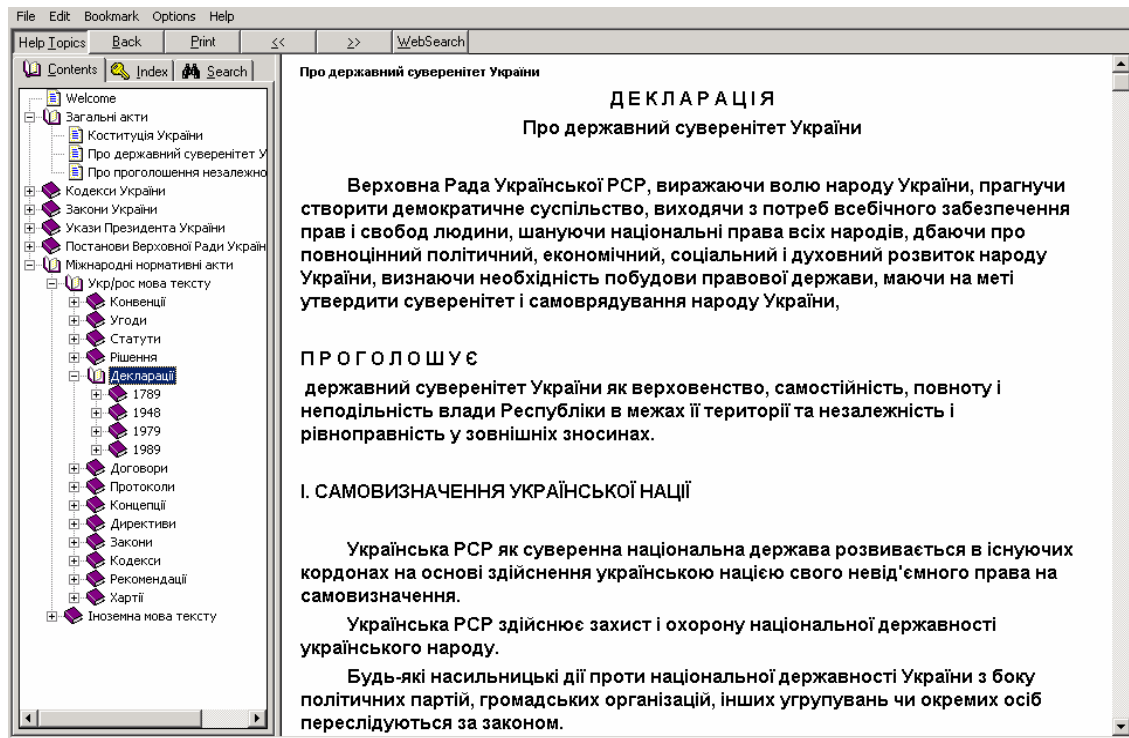 File Edit Bookmark Options Help
Help Topics Back Print << >> WebSearch
Contents Index Search
Welcome
Загальні акти
Коституція України
Про державний суверенітет У
Про проголошення незалежно
Кодекси України
Закони України
Укази Президента України
Постанови Верховної Ради Україн
Міжнародні нормативні акти
Укр/рос мова тексту
Конвенції
Угоди
Статути
Рішення
Декларації
1789
1948
1979
1989
Договори
Протоколи
Концепції
Директиви
Закони
Кодекси
Рекомендації
Хартії
Іноземна мова тексту
Про державний суверенітет України
Д Е К Л А Р А Ц І Я
Про державний суверенітет України
Верховна Рада Української РСР, виражаючи волю народу України, прагнучи
створити демократичне суспільство, виходячи з потреб всебічного забезпечення
прав і свобод людини, шануючи національні права всіх народів, дбаючи про
повноцінний політичний, економічний, соціальний і духовний розвиток народу
України, визнаючи необхідність побудови правової держави, маючи на меті
утвердити суверенітет і самоврядування народу України,
П Р О Г О Л О Ш У Є
державний суверенітет України як верховенство, самостійність, повноту і
неподільність влади Республіки в межах її території та незалежність і
рівноправність у зовнішніх зносинах.
І. САМОВИЗНАЧЕННЯ УКРАЇНСЬКОЇ НАЦІЇ
Українська РСР як суверенна національна держава розвивається в існуючих
кордонах на основі здійснення українською нацією свого невід'ємного права на
самовизначення.
Українська РСР здійснює захист і охорону національної державності
українського народу.
Будь-які насильницькі дії проти національної державності України з боку
політичних партій, громадських організацій, інших угрупувань чи окремих осіб
переслідуються за законом.